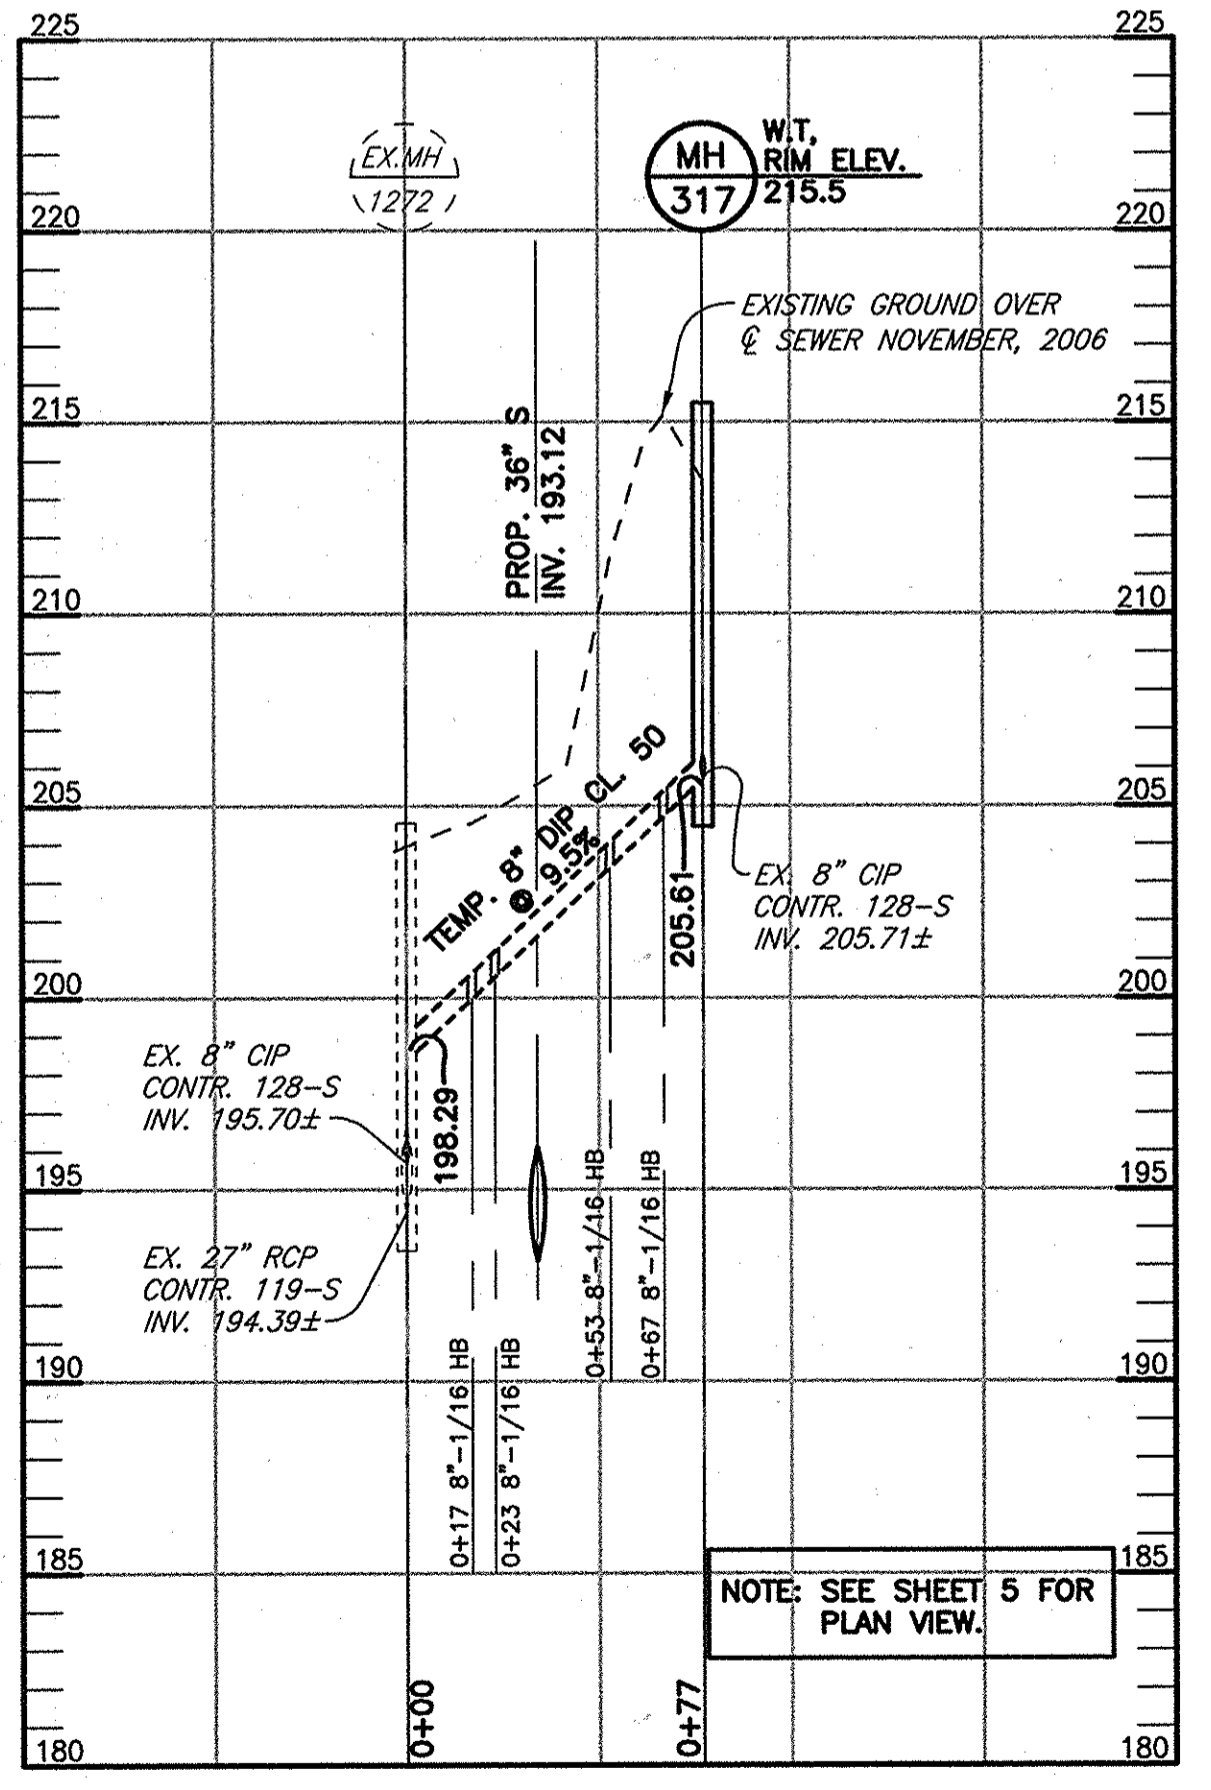 225
225
EX.MH
1272
MH
317
W.T.
RIM ELEV.
215.5
220
220
EXISTING GROUND OVER
℄ SEWER NOVEMBER, 2006
215
215
PROP. 36" S
INV. 193.12
210
210
TEMP. 8" DIP CL. 50
@ 9.5%
205
205
205.61
EX. 8" CIP
CONTR. 128-S
INV. 205.71±
200
200
EX. 8" CIP
CONTR. 128-S
INV. 195.70±
198.29
195
195
EX. 27" RCP
CONTR. 119-S
INV. 194.39±
0+53 8"-1/16 HB
0+67 8"-1/16 HB
190
190
0+17 8"-1/16 HB
0+23 8"-1/16 HB
185
185
NOTE: SEE SHEET 5 FOR
PLAN VIEW.
0+00
0+77
180
180